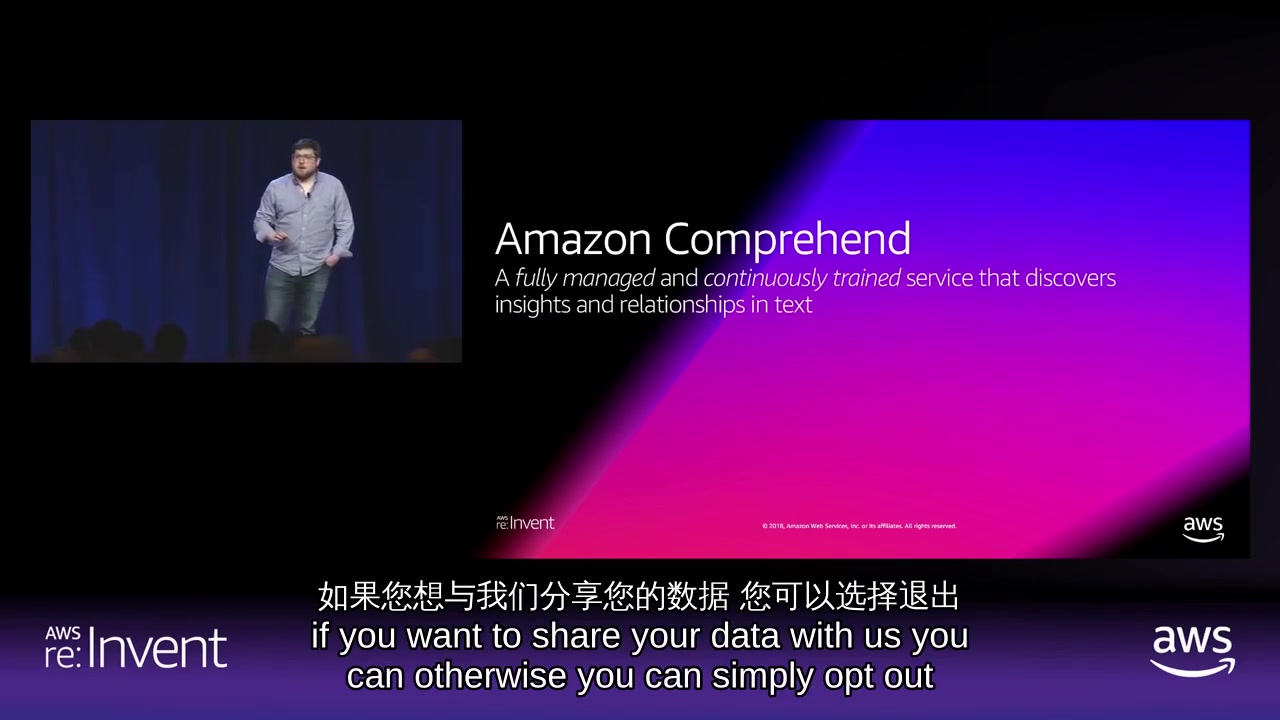 Amazon Comprehend
A fully managed and continuously trained service that discovers
insights and relationships in text
AWS
re:Invent
© 2018, Amazon Web Services, Inc. or its affiliates. All rights reserved.
aws
如果您想与我们分享您的数据 您可以选择退出
if you want to share your data with us you
can otherwise you can simply opt out
AWS
re:Invent
aws